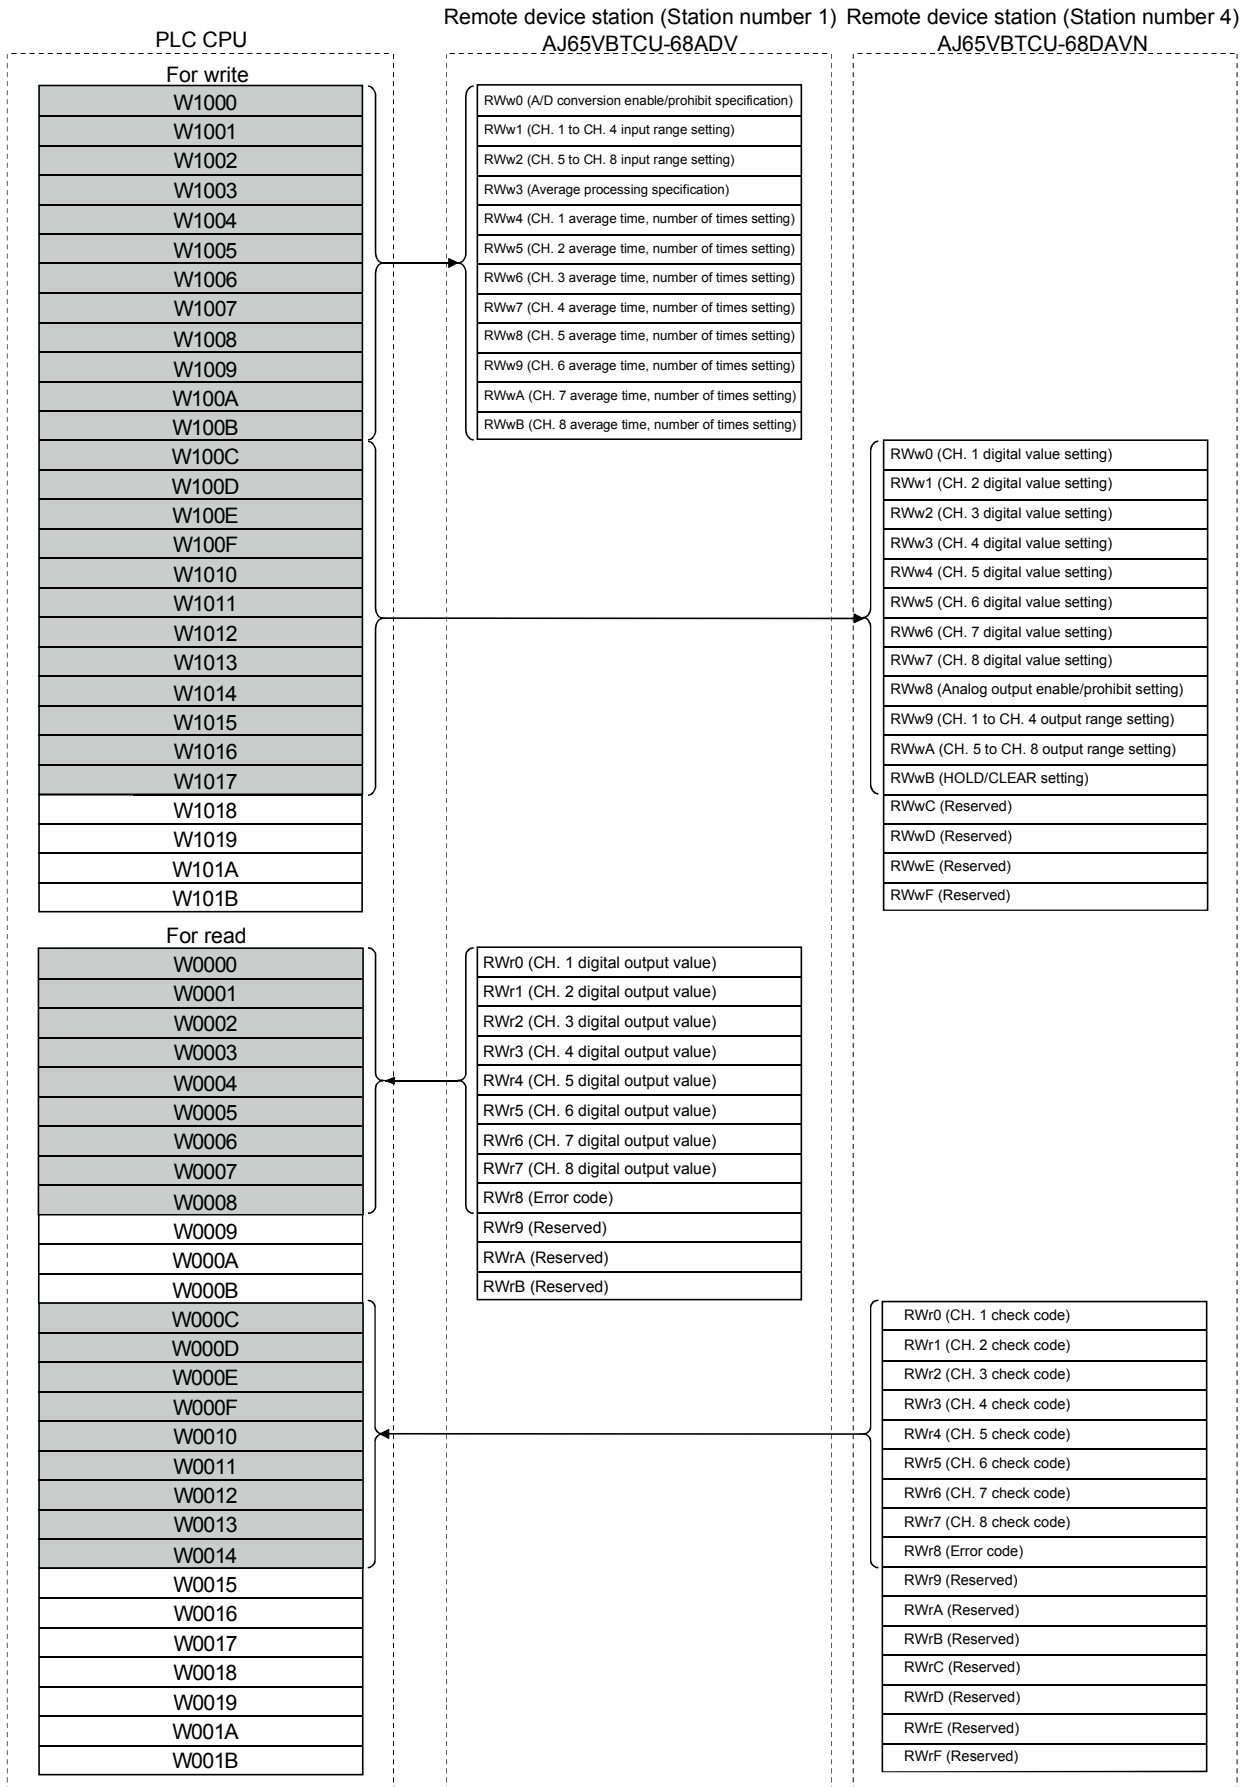 Remote device station (Station number 1) Remote device station (Station number 4)
PLC CPU AJ65VBTCU-68ADV AJ65VBTCU-68DAVN
For write
W1000 RWw0 (A/D conversion enable/prohibit specification)
W1001 RWw1 (CH. 1 to CH. 4 input range setting)
W1002 RWw2 (CH. 5 to CH. 8 input range setting)
W1003 RWw3 (Average processing specification)
W1004 RWw4 (CH. 1 average time, number of times setting)
W1005 RWw5 (CH. 2 average time, number of times setting)
W1006 RWw6 (CH. 3 average time, number of times setting)
W1007 RWw7 (CH. 4 average time, number of times setting)
W1008 RWw8 (CH. 5 average time, number of times setting)
W1009 RWw9 (CH. 6 average time, number of times setting)
W100A RWwA (CH. 7 average time, number of times setting)
W100B RWwB (CH. 8 average time, number of times setting)
W100C RWw0 (CH. 1 digital value setting)
W100D RWw1 (CH. 2 digital value setting)
W100E RWw2 (CH. 3 digital value setting)
W100F RWw3 (CH. 4 digital value setting)
W1010 RWw4 (CH. 5 digital value setting)
W1011 RWw5 (CH. 6 digital value setting)
W1012 RWw6 (CH. 7 digital value setting)
W1013 RWw7 (CH. 8 digital value setting)
W1014 RWw8 (Analog output enable/prohibit setting)
W1015 RWw9 (CH. 1 to CH. 4 output range setting)
W1016 RWwA (CH. 5 to CH. 8 output range setting)
W1017 RWwB (HOLD/CLEAR setting)
W1018 RWwC (Reserved)
W1019 RWwD (Reserved)
W101A RWwE (Reserved)
W101B RWwF (Reserved)
For read
W0000 RWr0 (CH. 1 digital output value)
W0001 RWr1 (CH. 2 digital output value)
W0002 RWr2 (CH. 3 digital output value)
W0003 RWr3 (CH. 4 digital output value)
W0004 RWr4 (CH. 5 digital output value)
W0005 RWr5 (CH. 6 digital output value)
W0006 RWr6 (CH. 7 digital output value)
W0007 RWr7 (CH. 8 digital output value)
W0008 RWr8 (Error code)
W0009 RWr9 (Reserved)
W000A RWrA (Reserved)
W000B RWrB (Reserved)
W000C RWr0 (CH. 1 check code)
W000D RWr1 (CH. 2 check code)
W000E RWr2 (CH. 3 check code)
W000F RWr3 (CH. 4 check code)
W0010 RWr4 (CH. 5 check code)
W0011 RWr5 (CH. 6 check code)
W0012 RWr6 (CH. 7 check code)
W0013 RWr7 (CH. 8 check code)
W0014 RWr8 (Error code)
W0015 RWr9 (Reserved)
W0016 RWrA (Reserved)
W0017 RWrB (Reserved)
W0018 RWrC (Reserved)
W0019 RWrD (Reserved)
W001A RWrE (Reserved)
W001B RWrF (Reserved)